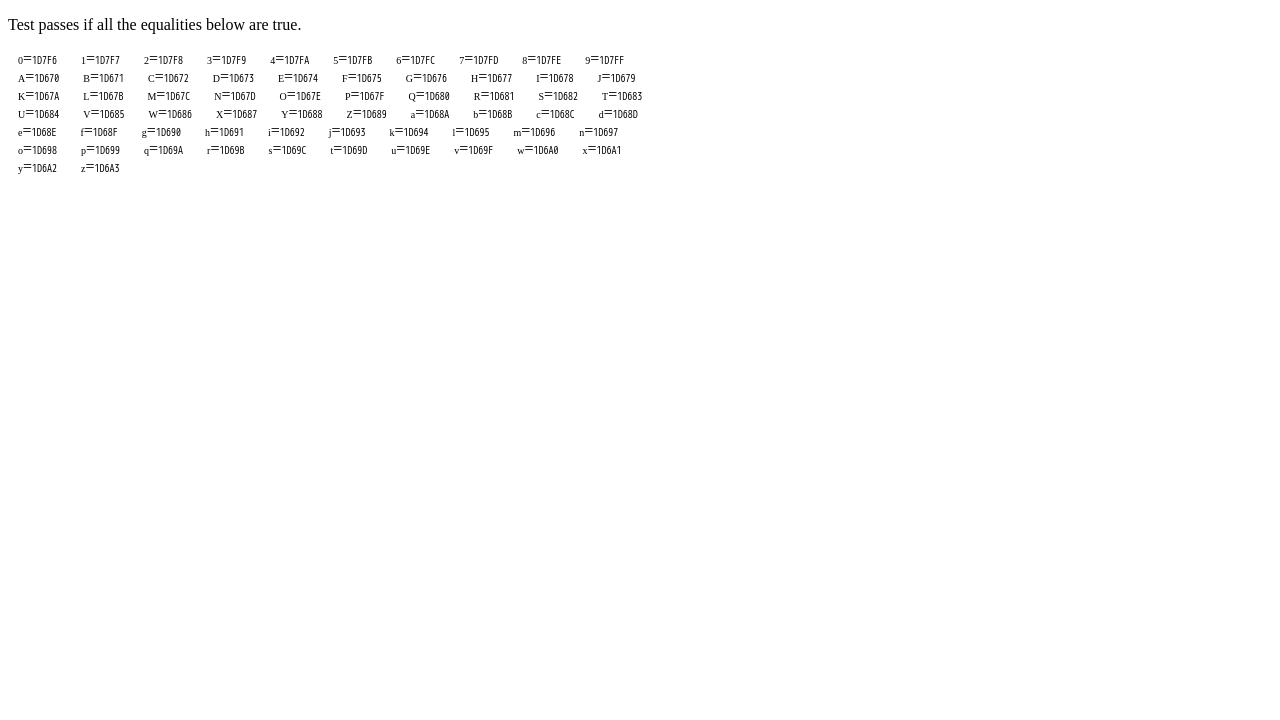 Test passes if all the equalities below are true.
0=1D7F6 1=1D7F7 2=1D7F8 3=1D7F9 4=1D7FA 5=1D7FB 6=1D7FC 7=1D7FD 8=1D7FE 9=1D7FF
A=1D670 B=1D671 C=1D672 D=1D673 E=1D674 F=1D675 G=1D676 H=1D677 I=1D678 J=1D679
K=1D67A L=1D67B M=1D67C N=1D67D O=1D67E P=1D67F Q=1D680 R=1D681 S=1D682 T=1D683
U=1D684 V=1D685 W=1D686 X=1D687 Y=1D688 Z=1D689 a=1D68A b=1D68B c=1D68C d=1D68D
e=1D68E f=1D68F g=1D690 h=1D691 i=1D692 j=1D693 k=1D694 l=1D695 m=1D696 n=1D697
o=1D698 p=1D699 q=1D69A r=1D69B s=1D69C t=1D69D u=1D69E v=1D69F w=1D6A0 x=1D6A1
y=1D6A2 z=1D6A3